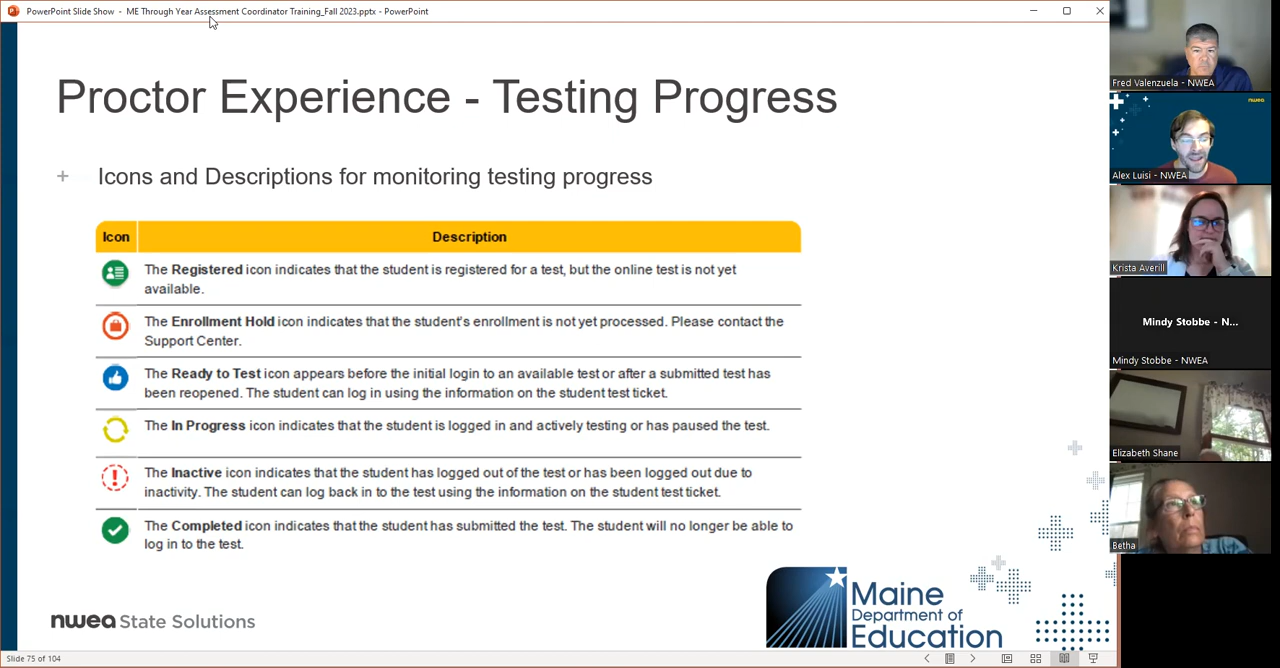 PowerPoint Slide Show - ME Through Year Assessment Coordinator Training_Fall 2023.pptx - PowerPoint
Proctor Experience - Testing Progress
+ Icons and Descriptions for monitoring testing progress
Icon Description
The Registered icon indicates that the student is registered for a test, but the online test is not yet
available.
The Enrollment Hold icon indicates that the student's enrollment is not yet processed. Please contact the
Support Center.
The Ready to Test icon appears before the initial login to an available test or after a submitted test has
been reopened. The student can log in using the information on the student test ticket.
The In Progress icon indicates that the student is logged in and actively testing or has paused the test.
The Inactive icon indicates that the student has logged out of the test or has been logged out due to
inactivity. The student can log back in to the test using the information on the student test ticket.
The Completed icon indicates that the student has submitted the test. The student will no longer be able to
log in to the test.
nwea State Solutions
Maine
Department of
Education
Slide 75 of 104
Fred Valenzuela - NWEA
nwea
Alex Luisi - NWEA
Krista Averill
Mindy Stobbe - N...
Mindy Stobbe - NWEA
Elizabeth Shane
Betha